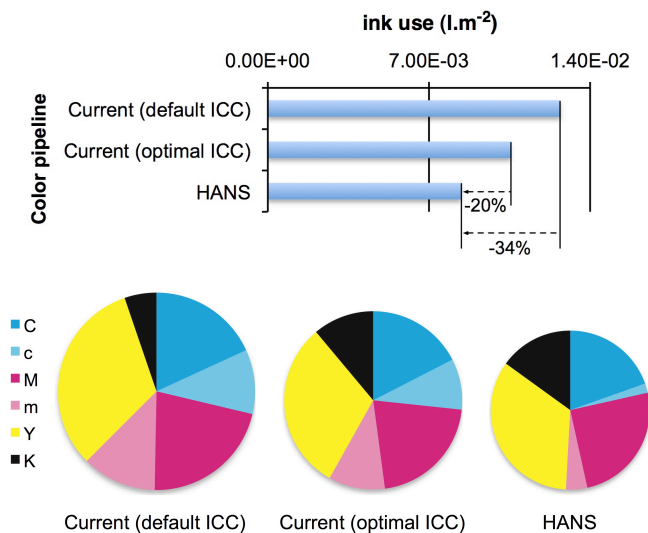 ink use (l.m-2)
0.00E+00 7.00E-03 1.40E-02
Color pipeline
Current (default ICC)
Current (optimal ICC)
HANS
-20%
-34%
C
c
M
m
Y
K
Current (default ICC) Current (optimal ICC) HANS